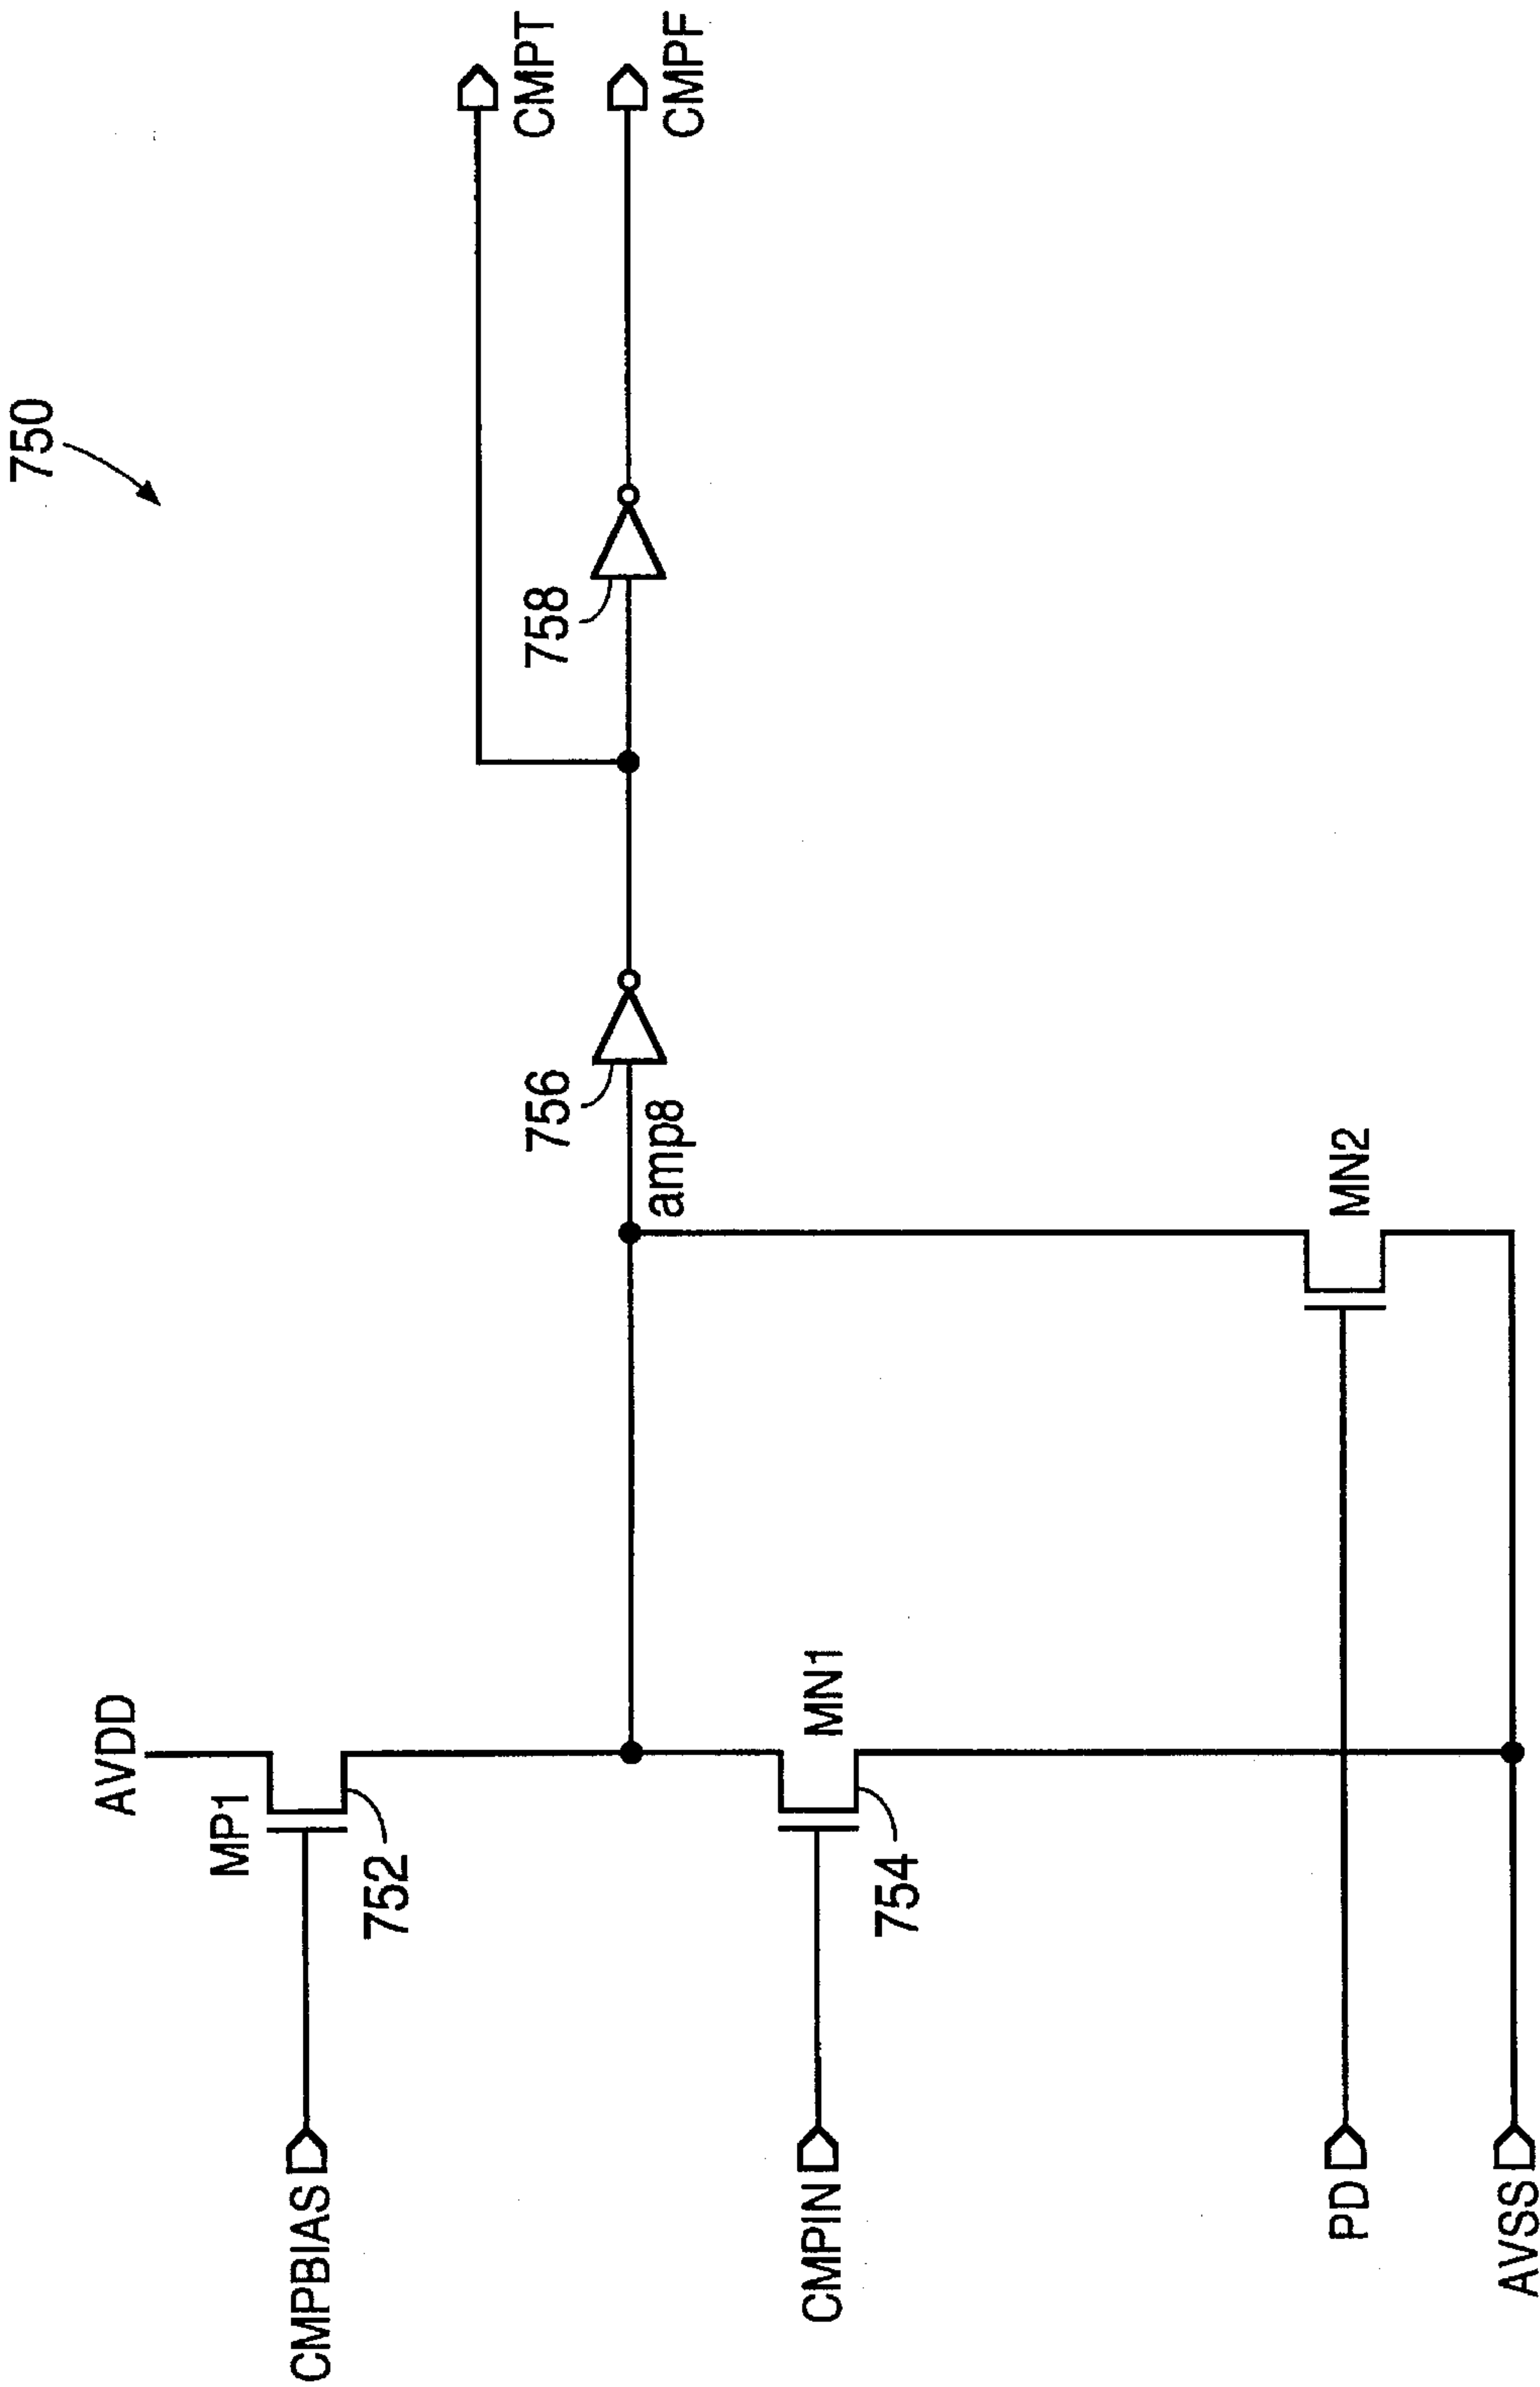 750
AVDD
MP1
CMPBIAS
752
CMPT
758
756
CMPF
amp8
MN1
CMPIN
754
MN2
PD
AVSS